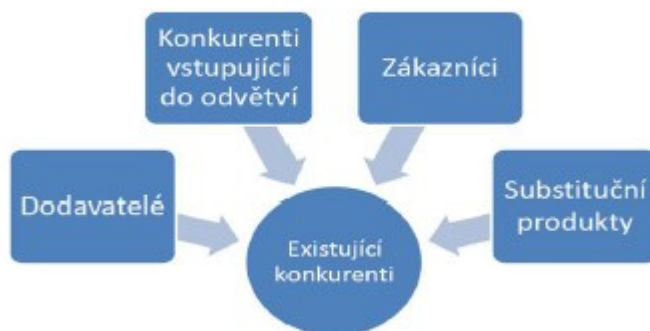 Konkurenti
vstupující
do odvětví
Zákazníci
Dodavatelé
Substituční
produkty
Existující
konkurenti